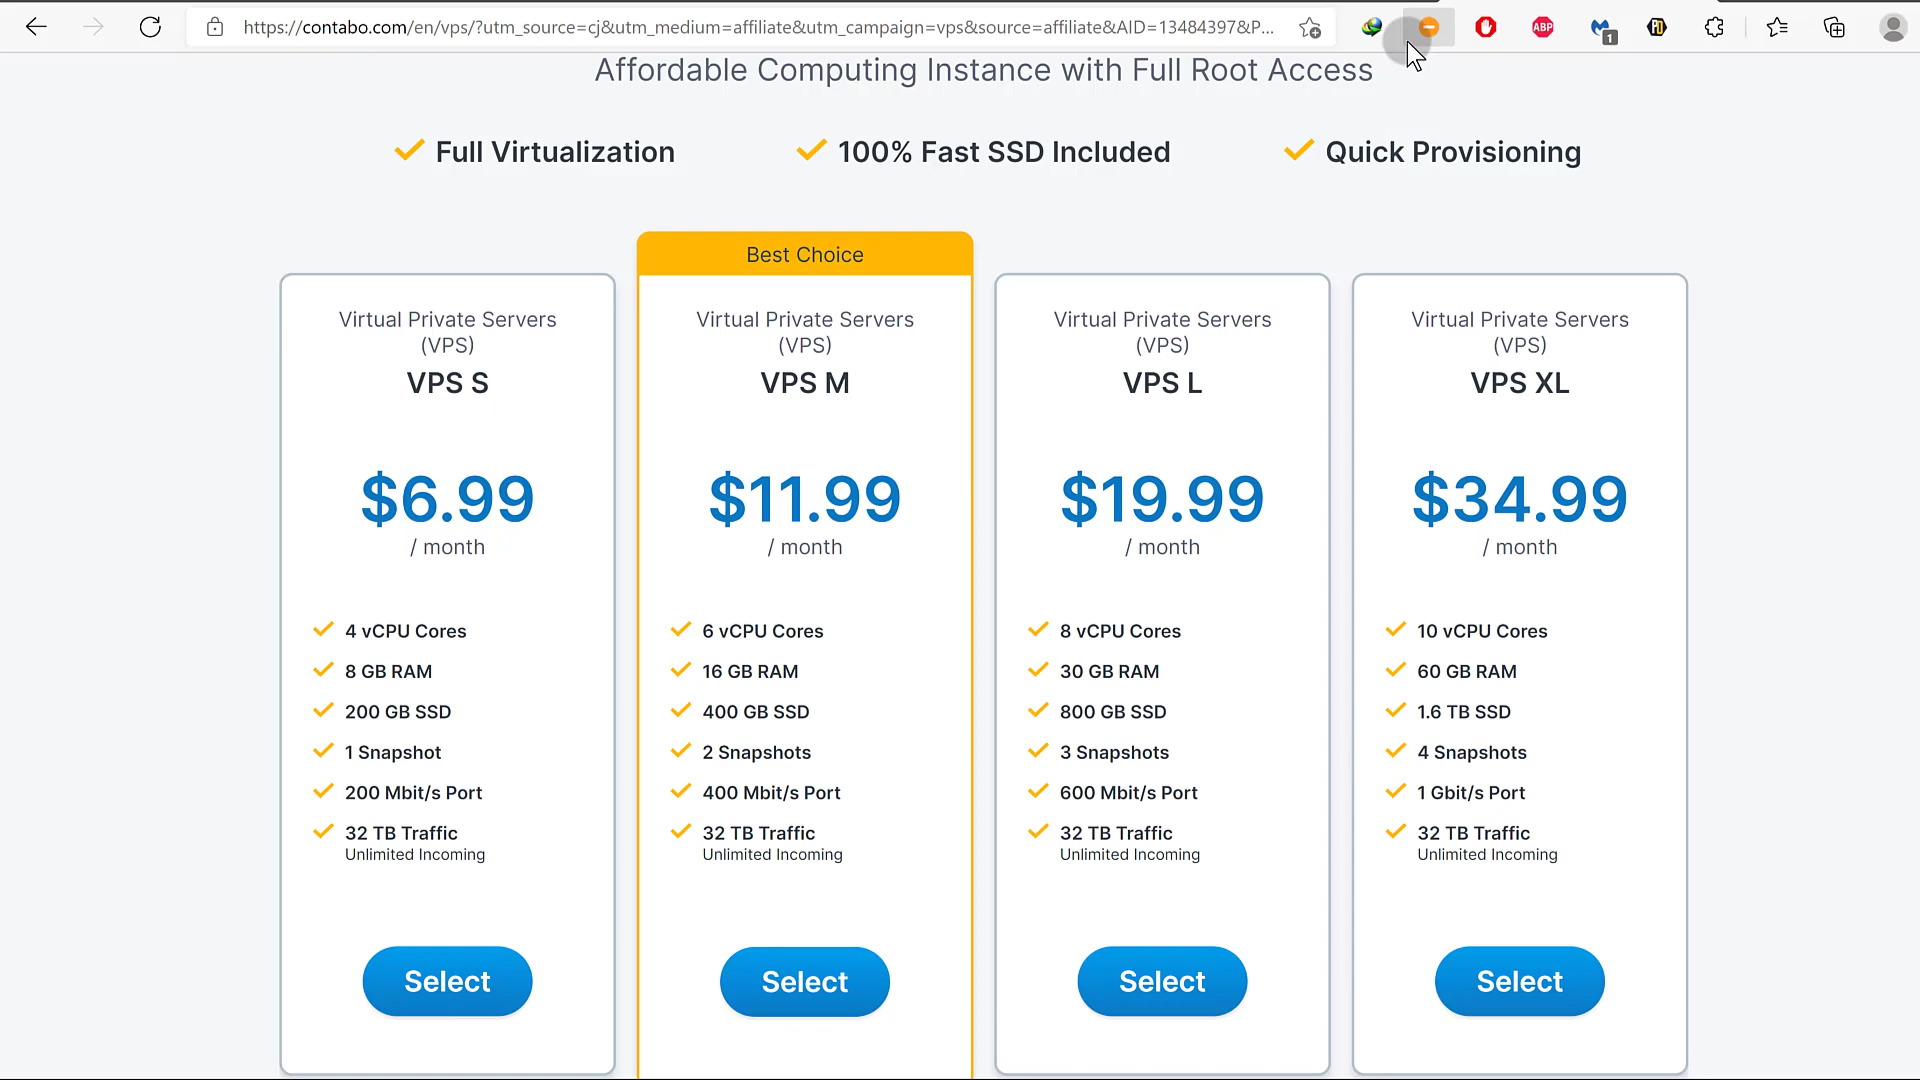 https://contabo.com/en/vps/?utm_source=cj&utm_medium=affiliate&utm_campaign=vps&source=affiliate&AID=13484397&P...
ABP
1
Affordable Computing Instance with Full Root Access
Full Virtualization
100% Fast SSD Included
Quick Provisioning
Best Choice
Virtual Private Servers
(VPS)
VPS S
$6.99
/ month
4 vCPU Cores
8 GB RAM
200 GB SSD
1 Snapshot
200 Mbit/s Port
32 TB Traffic
Unlimited Incoming
Select
Virtual Private Servers
(VPS)
VPS M
$11.99
/ month
6 vCPU Cores
16 GB RAM
400 GB SSD
2 Snapshots
400 Mbit/s Port
32 TB Traffic
Unlimited Incoming
Select
Virtual Private Servers
(VPS)
VPS L
$19.99
/ month
8 vCPU Cores
30 GB RAM
800 GB SSD
3 Snapshots
600 Mbit/s Port
32 TB Traffic
Unlimited Incoming
Select
Virtual Private Servers
(VPS)
VPS XL
$34.99
/ month
10 vCPU Cores
60 GB RAM
1.6 TB SSD
4 Snapshots
1 Gbit/s Port
32 TB Traffic
Unlimited Incoming
Select